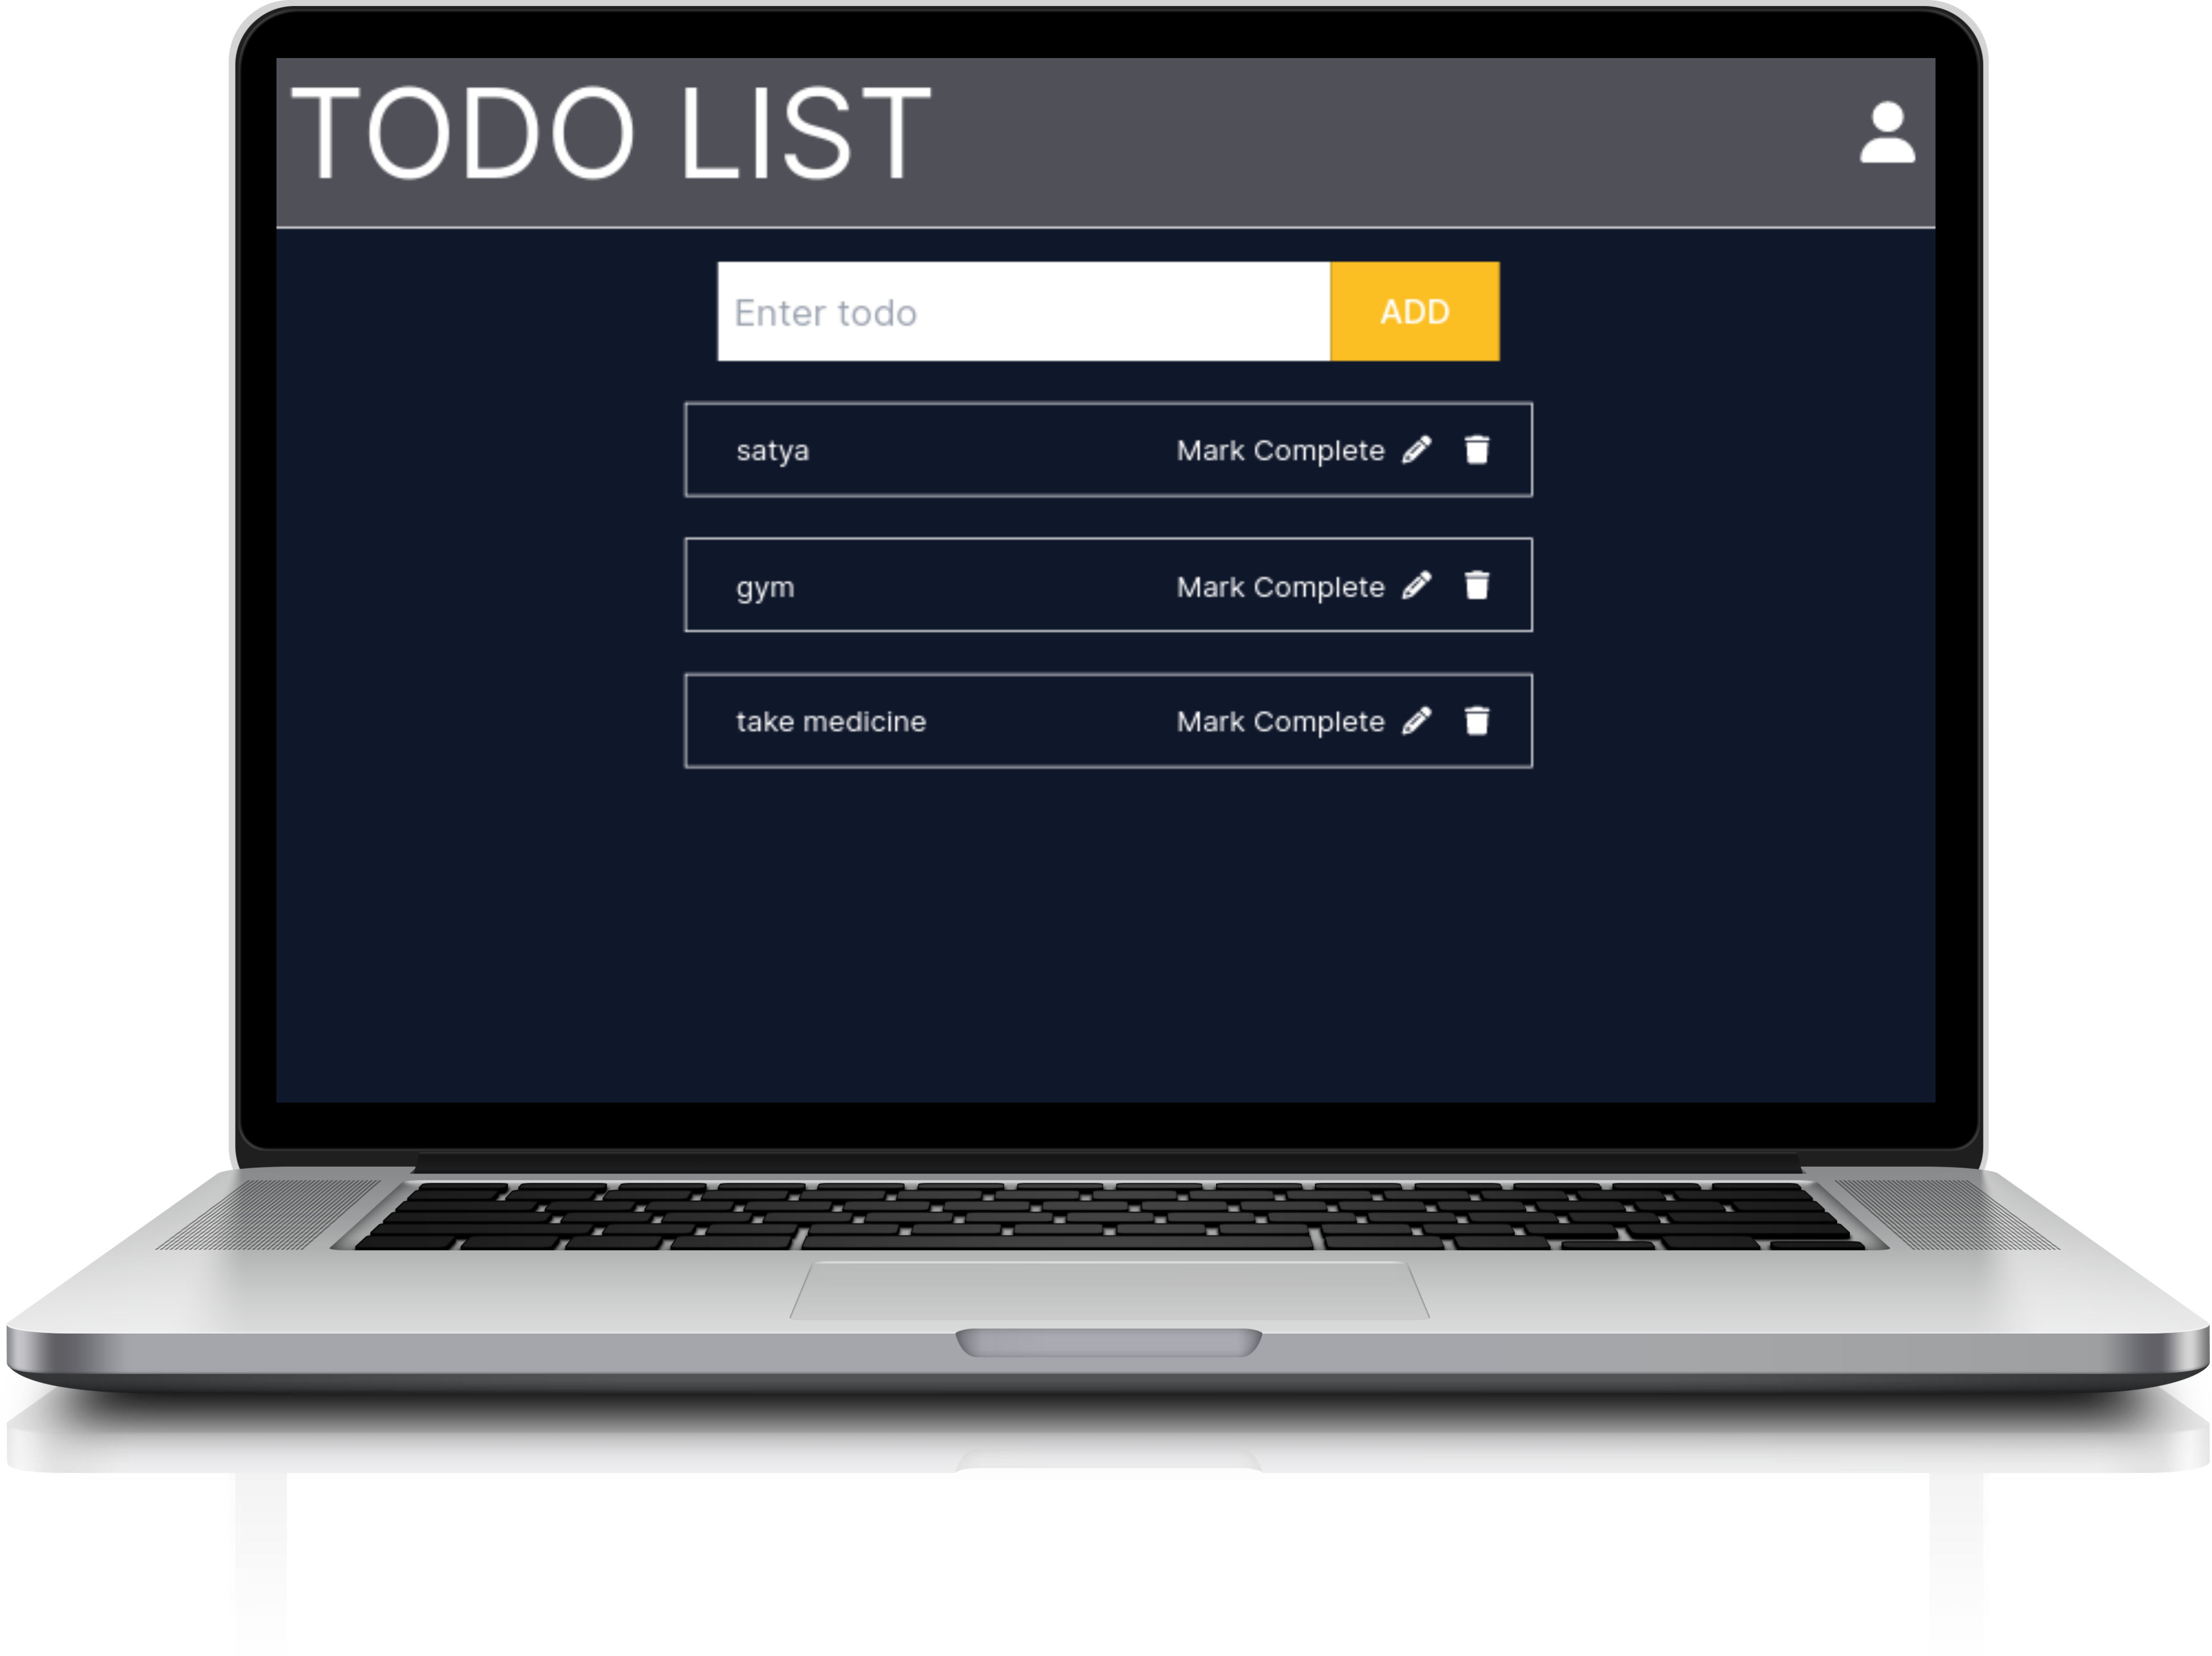 TODO LIST
Enter todo ADD
satya Mark Complete
gym Mark Complete
take medicine Mark Complete